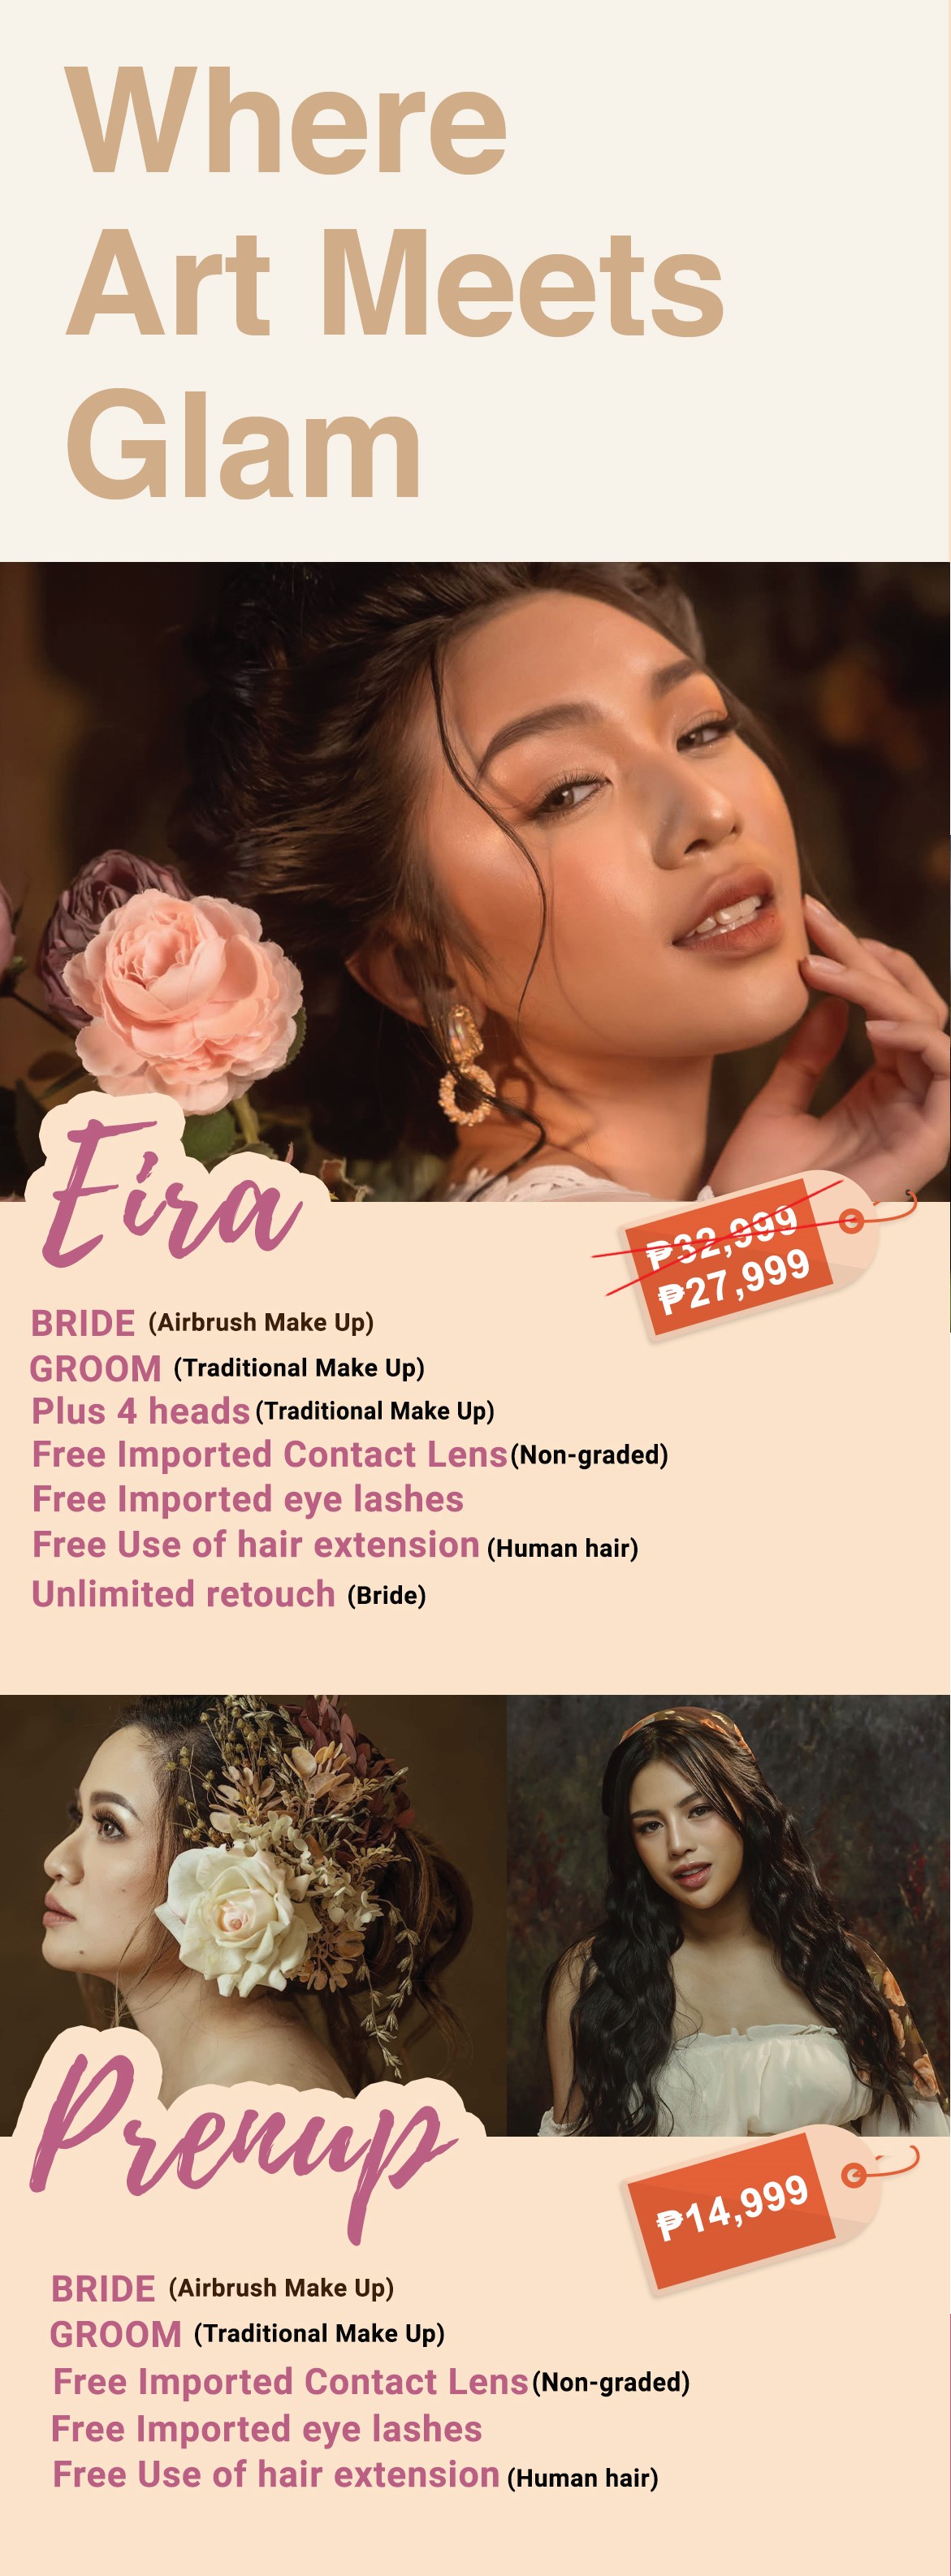 Where
Art Meets
Glam
Eira
₱32,999
₱27,999
BRIDE (Airbrush Make Up)
GROOM (Traditional Make Up)
Plus 4 heads (Traditional Make Up)
Free Imported Contact Lens (Non-graded)
Free Imported eye lashes
Free Use of hair extension (Human hair)
Unlimited retouch (Bride)
Prenup
₱14,999
BRIDE (Airbrush Make Up)
GROOM (Traditional Make Up)
Free Imported Contact Lens (Non-graded)
Free Imported eye lashes
Free Use of hair extension (Human hair)